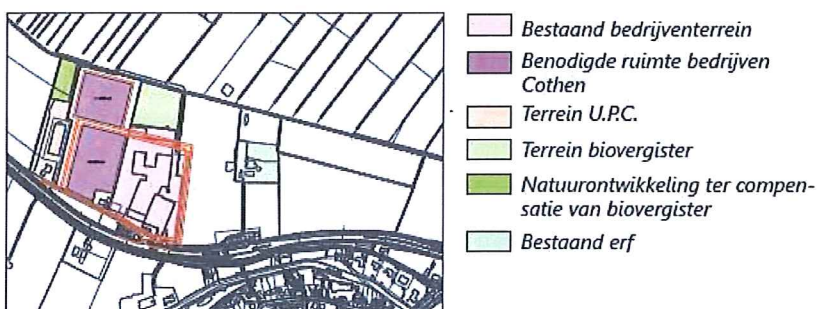 Bestaand bedrijventerrein
Benodigde ruimte bedrijven
Cothen
Terrein U.P.C.
Terrein biovergister
Natuurontwikkeling ter compen-
satie van biovergister
Bestaand erf